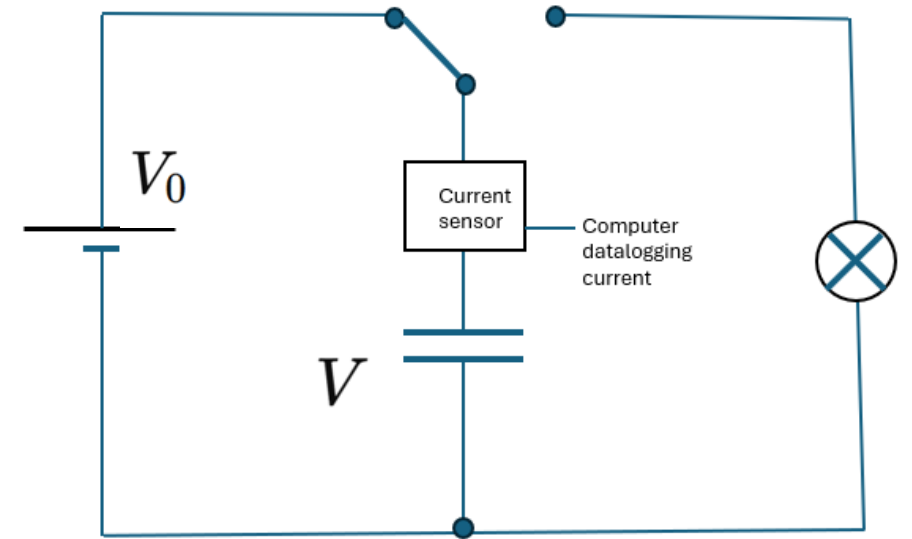 V₀
Current
sensor
Computer
datalogging
current
V